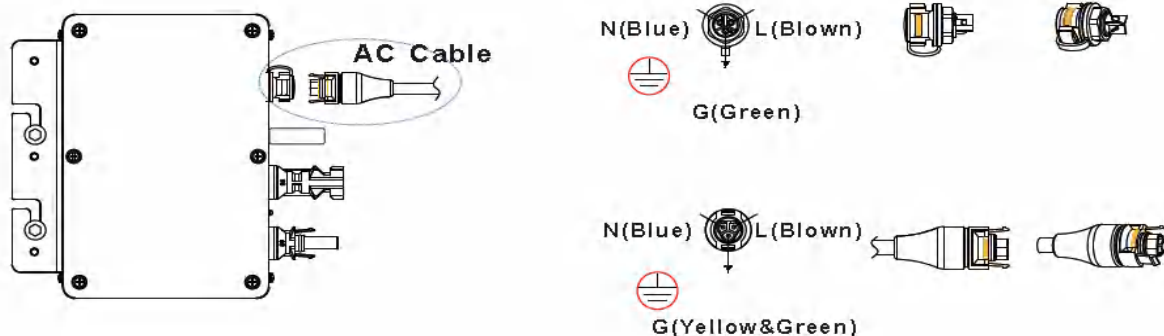 AC Cable
N(Blue) L(Blown)
G(Green)
N(Blue) L(Blown)
G(Yellow&Green)